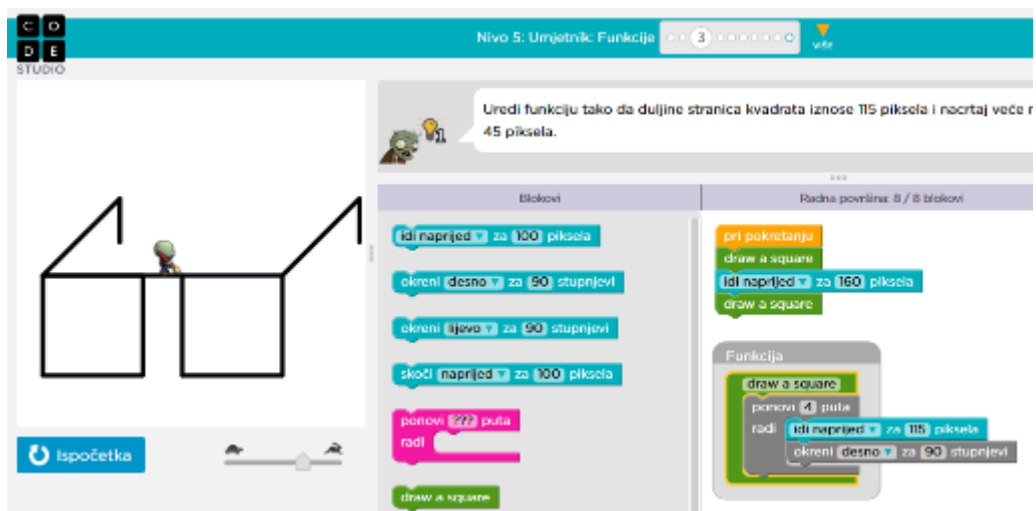 C O
D E
STUDIO
Nivo 5: Umjetnik: Funkcije
3
više
Uredi funkciju tako da duljine stranica kvadrata iznose 115 piksela i nacrtaj veće
45 piksela.
1
Blokovi
Radna površina: 8 / 8 blokovi
idi naprijed za 100 piksela
okreni desno za 90 stupnjevi
okreni lijevo za 90 stupnjevi
skoči naprijed za 100 piksela
ponovi ??? puta
radi
draw a square
pri pokretanju
draw a square
idi naprijed za 160 piksela
draw a square
Funkcija
draw a square
ponovi 4 puta
radi idi naprijed za 115 piksela
okreni desno za 90 stupnjevi
Ispočetka